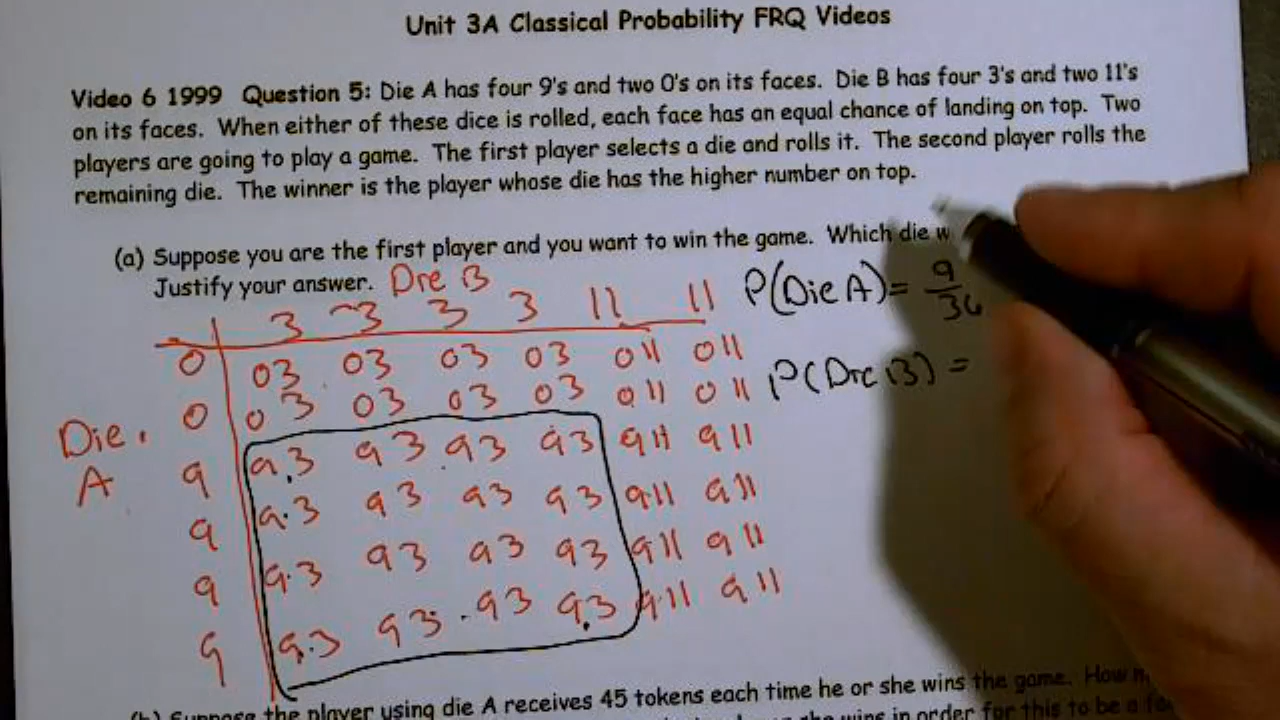 Unit 3A Classical Probability FRQ Videos
Video 6 1999 Question 5: Die A has four 9's and two 0's on its faces. Die B has four 3's and two 11's
on its faces. When either of these dice is rolled, each face has an equal chance of landing on top. Two
players are going to play a game. The first player selects a die and rolls it. The second player rolls the
remaining die. The winner is the player whose die has the higher number on top.
(a) Suppose you are the first player and you want to win the game. Which die w
Justify your answer. Die B
3 3 3 3 11 11
P(Die A) = 9/36
0 03 03 03 03 011 011
P(Die B) =
0 03 03 03 03 011 011
Die
A
9 93 93 93 93 911 911
9 93 93 93 93 911 911
9 93 93 93 93 911 911
9 93 93 93 93 911 911
(b) Suppose the player using die A receives 45 tokens each time he or she wins the game. How
she wins in order for this to be a